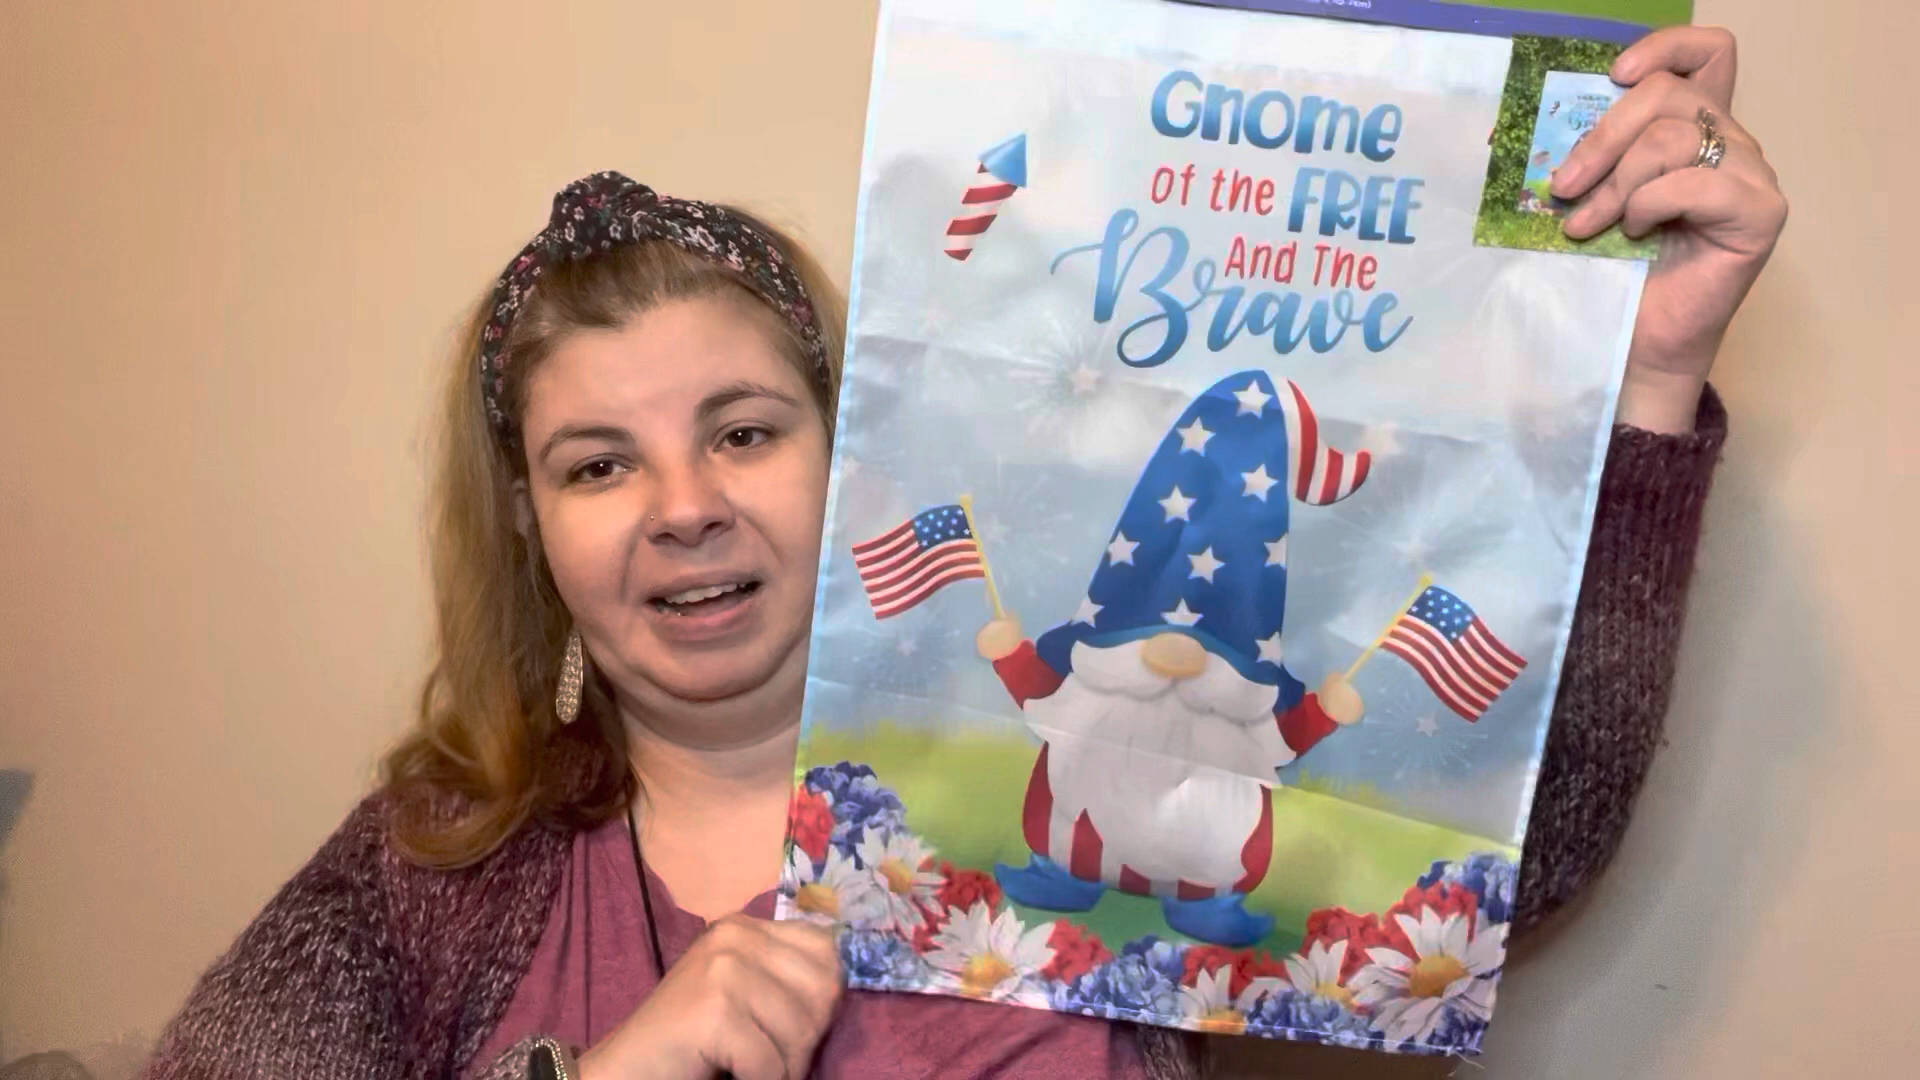 Gnome
of the FREE
And The
Brave